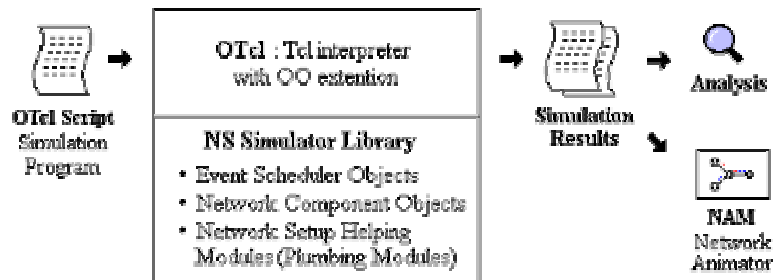 OTcl Script
Simulation
Program
OTcl : Tcl interpreter
with OO extention
NS Simulator Library
• Event Scheduler Objects
• Network Component Objects
• Network Setup Helping
Modules (Plumbing Modules)
Simulation
Results
Analysis
NAM
Network
Animator